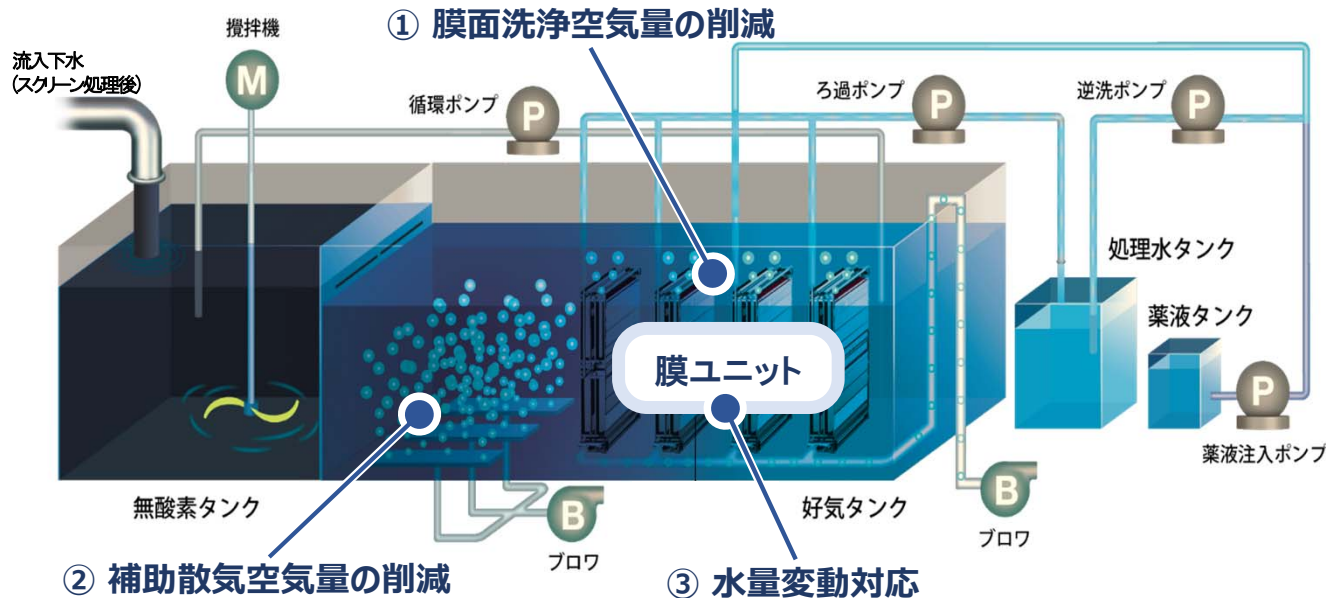 ① 膜面洗浄空気量の削減
攪拌機
流入下水
(スクリーン処理後)
M
循環ポンプ
P
ろ過ポンプ
P
逆洗ポンプ
P
処理水タンク
薬液タンク
P
薬液注入ポンプ
膜ユニット
無酸素タンク
B
ブロワ
好気タンク
B
ブロワ
② 補助散気空気量の削減
③ 水量変動対応